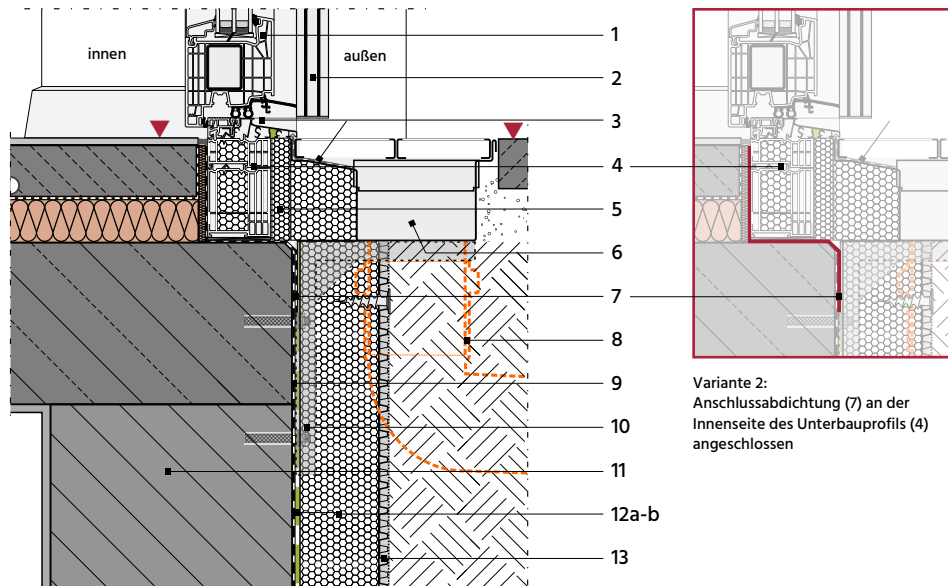 innen
außen
1
2
3
4
5
6
7
8
9
10
11
12a-b
13
Variante 2:
Anschlussabdichtung (7) an der
Innenseite des Unterbauprofils (4)
angeschlossen